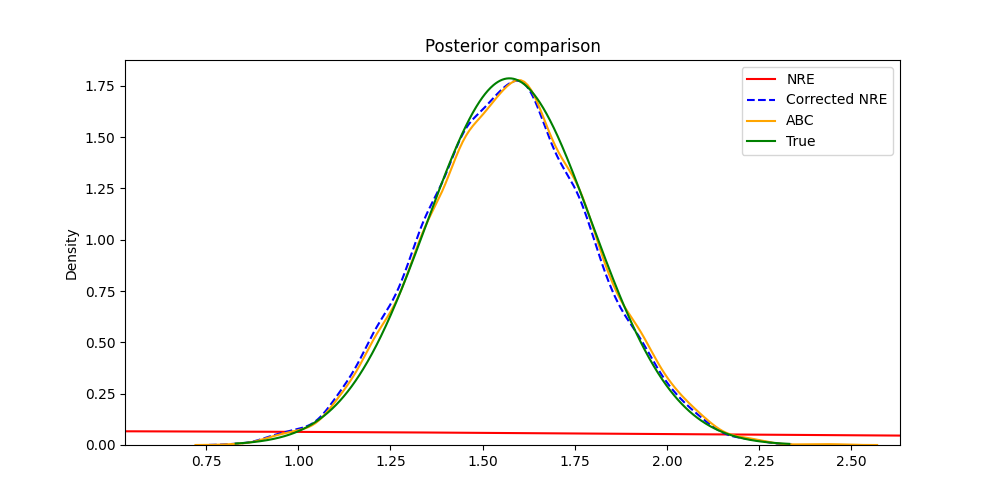 Posterior comparison
NRE
Corrected NRE
ABC
True
Density
1.75
1.50
1.25
1.00
0.75
0.50
0.25
0.00
0.75 1.00 1.25 1.50 1.75 2.00 2.25 2.50